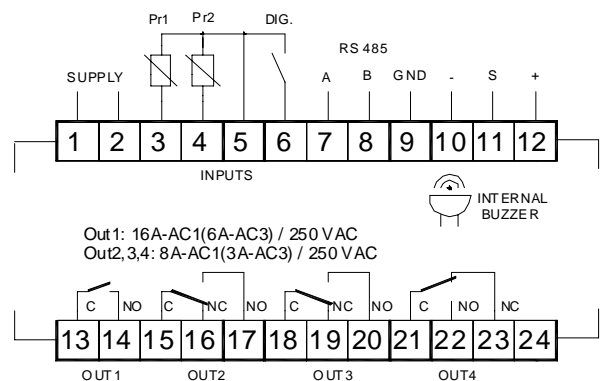 Pr1 Pr2 DIG.
RS 485
SUPPLY A B GND - S +
1 2 3 4 5 6 7 8 9 10 11 12
INPUTS
INTERNAL
BUZZER
Out1: 16A-AC1(6A-AC3) / 250 VAC
Out2,3,4: 8A-AC1(3A-AC3) / 250 VAC
C NO C NC NO C NC NO C NO NC
13 14 15 16 17 18 19 20 21 22 23 24
OUT1 OUT2 OUT3 OUT4